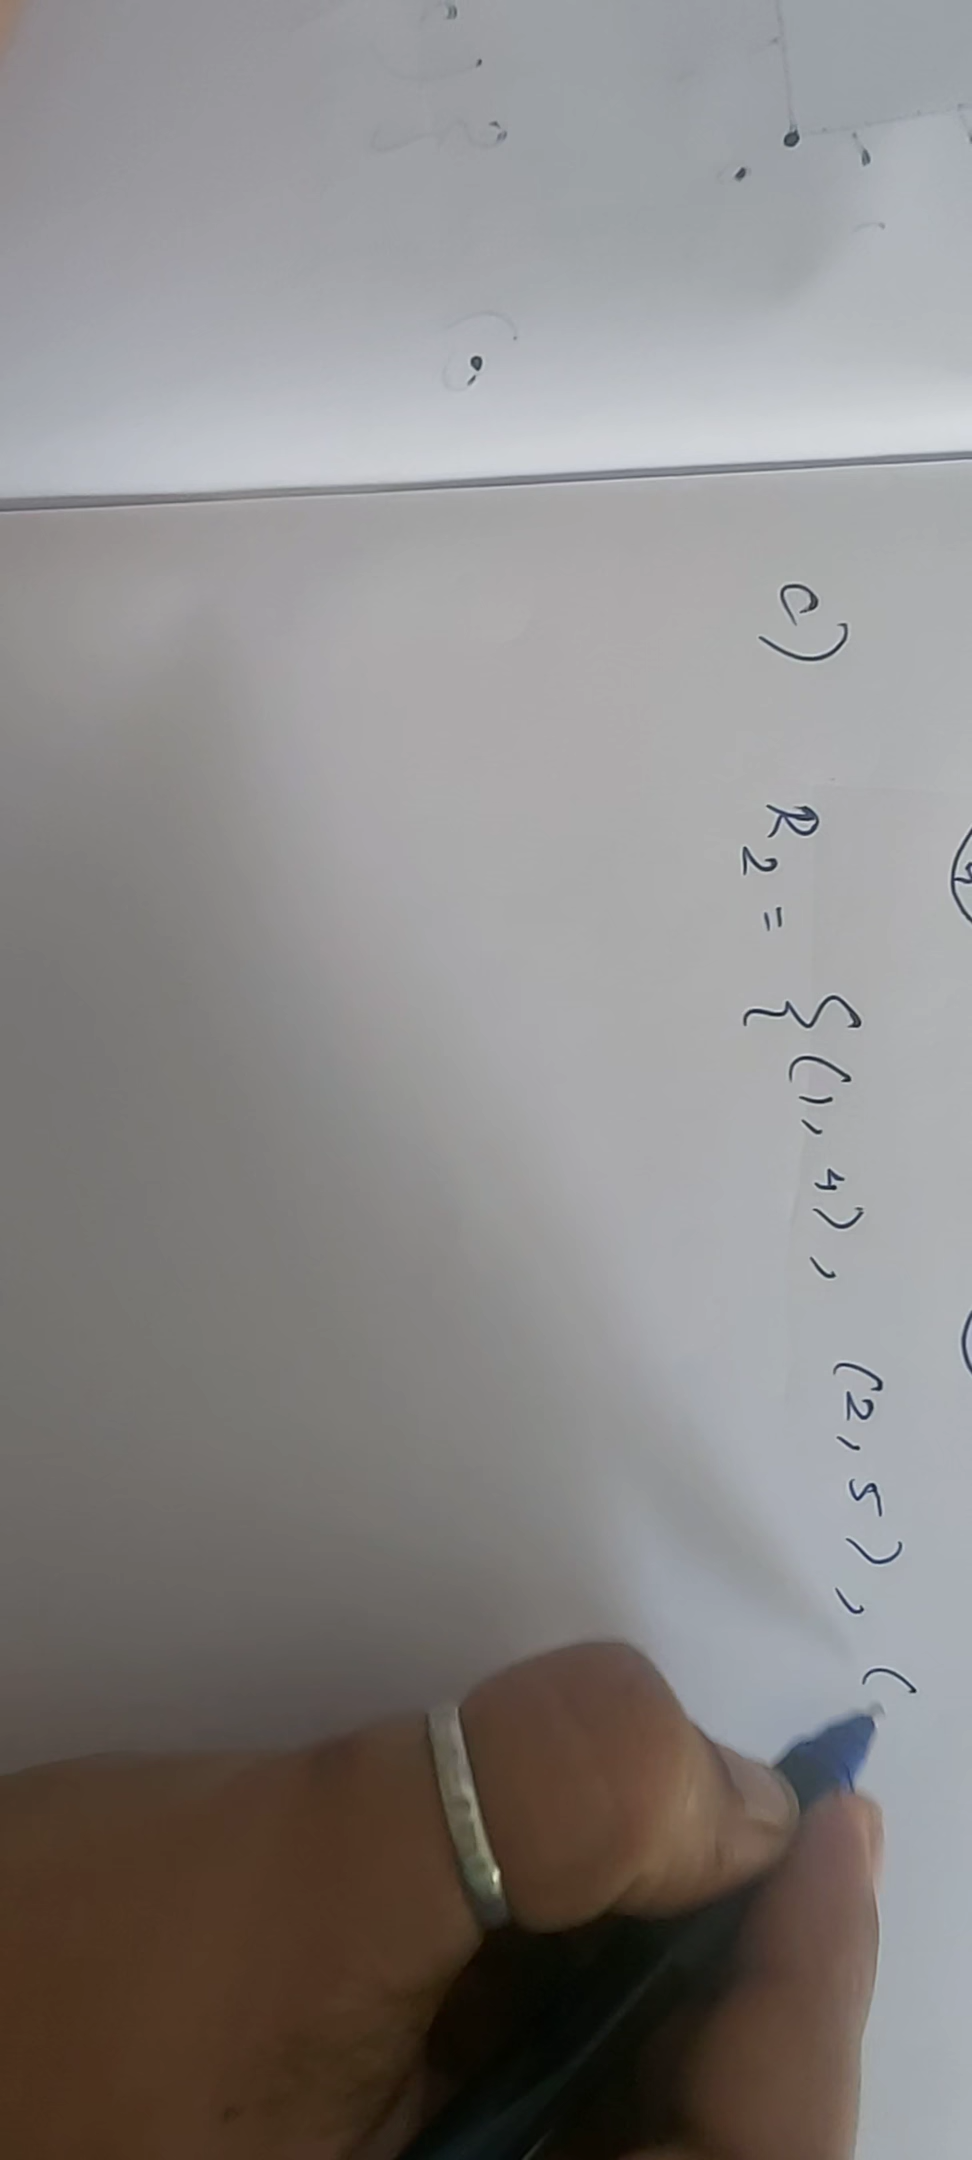 c) R2 = {(1, 4), (2, 5), (